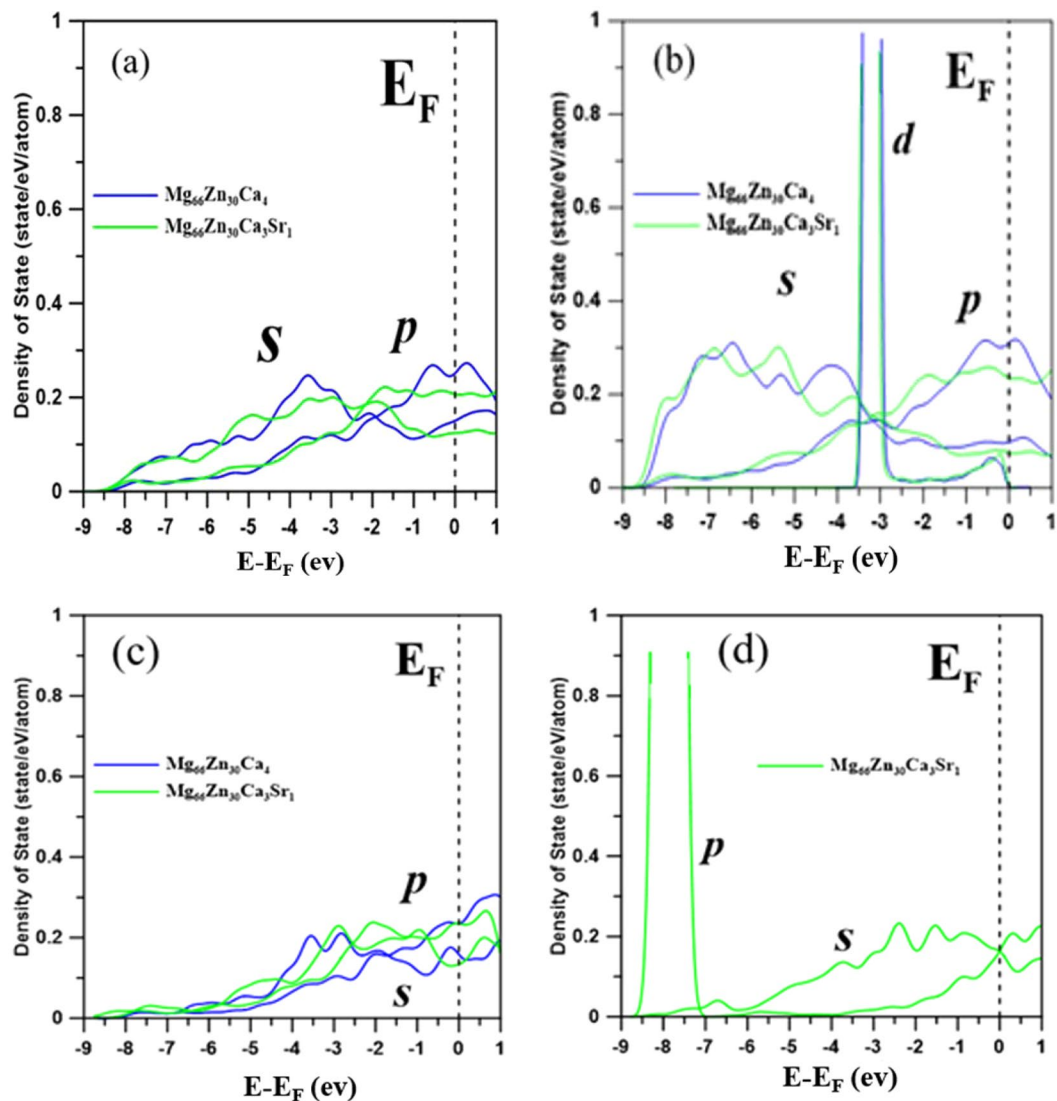 (a)
E_F
Mg₆₆Zn₃₀Ca₄
Mg₆₆Zn₃₀Ca₃Sr₁
s
p
Density of State (state/eV/atom)
1
0.8
0.6
0.4
0.2
0
-9 -8 -7 -6 -5 -4 -3 -2 -1 0 1
E-E_F (ev)
(b)
E_F
d
Mg₆₆Zn₃₀Ca₄
Mg₆₆Zn₃₀Ca₃Sr₁
s
p
Density of State (state/eV/atom)
1
0.8
0.6
0.4
0.2
0
-9 -8 -7 -6 -5 -4 -3 -2 -1 0 1
E-E_F (ev)
(c)
E_F
Mg₆₆Zn₃₀Ca₄
Mg₆₆Zn₃₀Ca₃Sr₁
p
s
Density of State (state/eV/atom)
1
0.8
0.6
0.4
0.2
0
-9 -8 -7 -6 -5 -4 -3 -2 -1 0 1
E-E_F (ev)
(d)
E_F
Mg₆₆Zn₃₀Ca₃Sr₁
p
s
Density of State (state/eV/atom)
1
0.8
0.6
0.4
0.2
0
-9 -8 -7 -6 -5 -4 -3 -2 -1 0 1
E-E_F (ev)